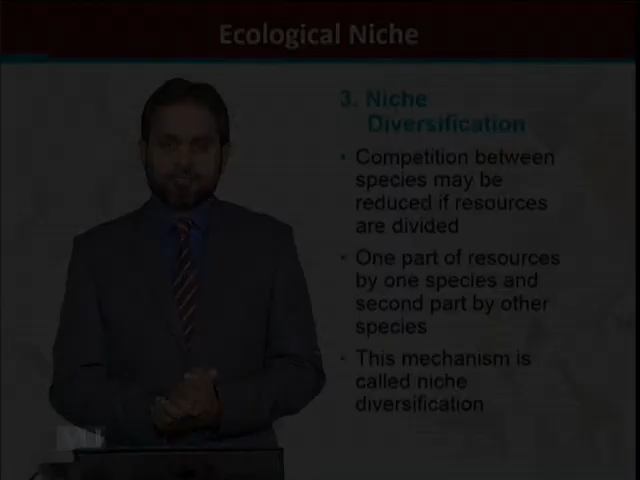 Ecological Niche
3. Niche
Diversification
• Competition between
species may be
reduced if resources
are divided
• One part of resources
by one species and
second part by other
species
• This mechanism is
called niche
diversification